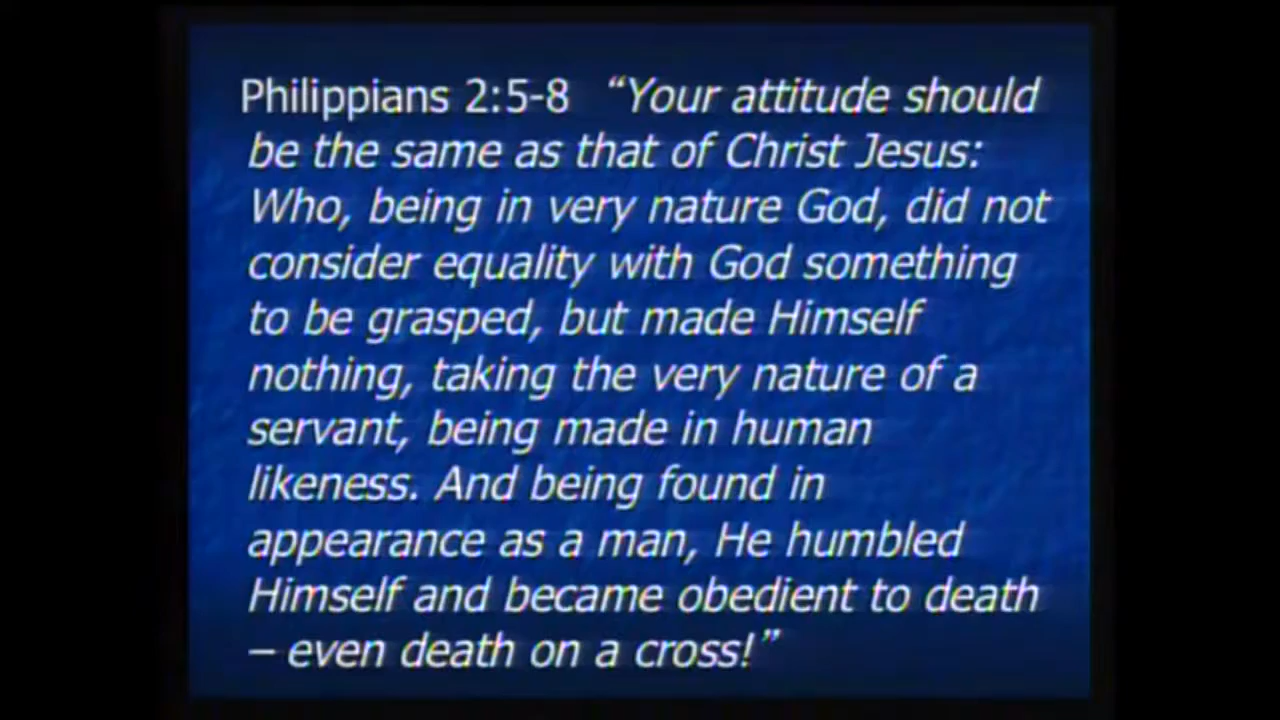 Philippians 2:5-8 “Your attitude should
be the same as that of Christ Jesus:
Who, being in very nature God, did not
consider equality with God something
to be grasped, but made Himself
nothing, taking the very nature of a
servant, being made in human
likeness. And being found in
appearance as a man, He humbled
Himself and became obedient to death
– even death on a cross!”